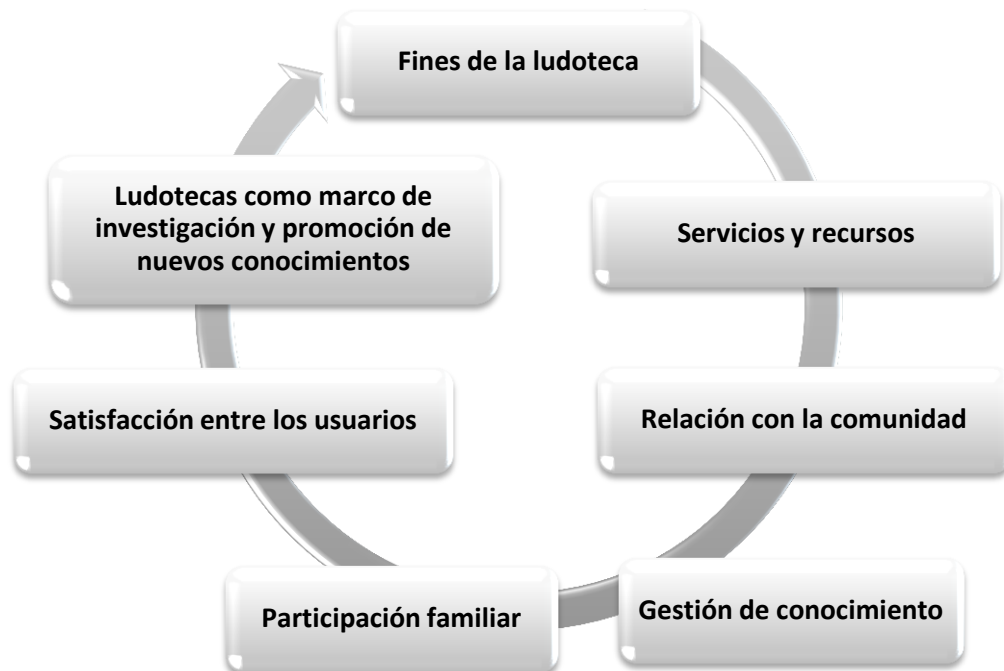 Fines de la ludoteca
Servicios y recursos
Relación con la comunidad
Gestión de conocimiento
Participación familiar
Satisfacción entre los usuarios
Ludotecas como marco de
investigación y promoción de
nuevos conocimientos